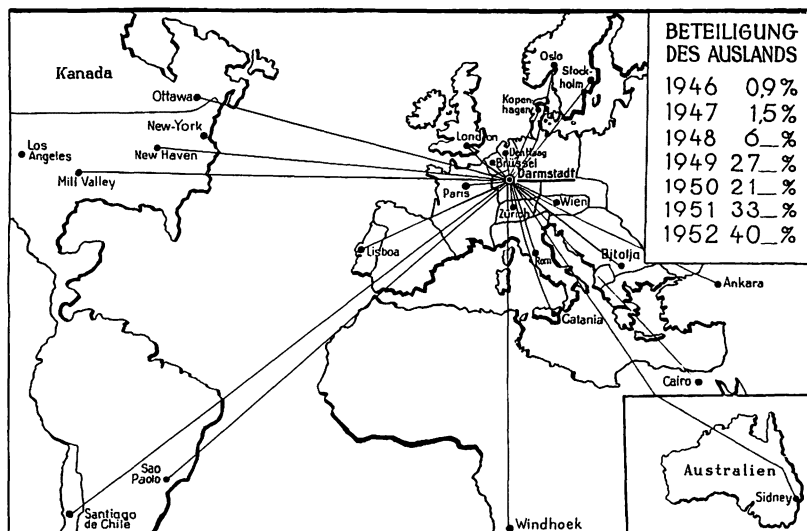 BETEILIGUNG
DES AUSLANDS
1946 0,9%
1947 1,5%
1948 6_%
1949 27_%
1950 21_%
1951 33_%
1952 40_%
Kanada
Ottawa
New-York
Los
Angeles
New Haven
Mill Valley
Oslo
Stock-
holm
Kopen-
hagen
London
Den Haag
Brüssel
Darmstadt
Paris
Zürich
Wien
Lisboa
Rom
Bitolja
Ankara
Catania
Cairo
Sao
Paolo
Santiago
de Chile
Windhoek
Australien
Sidney